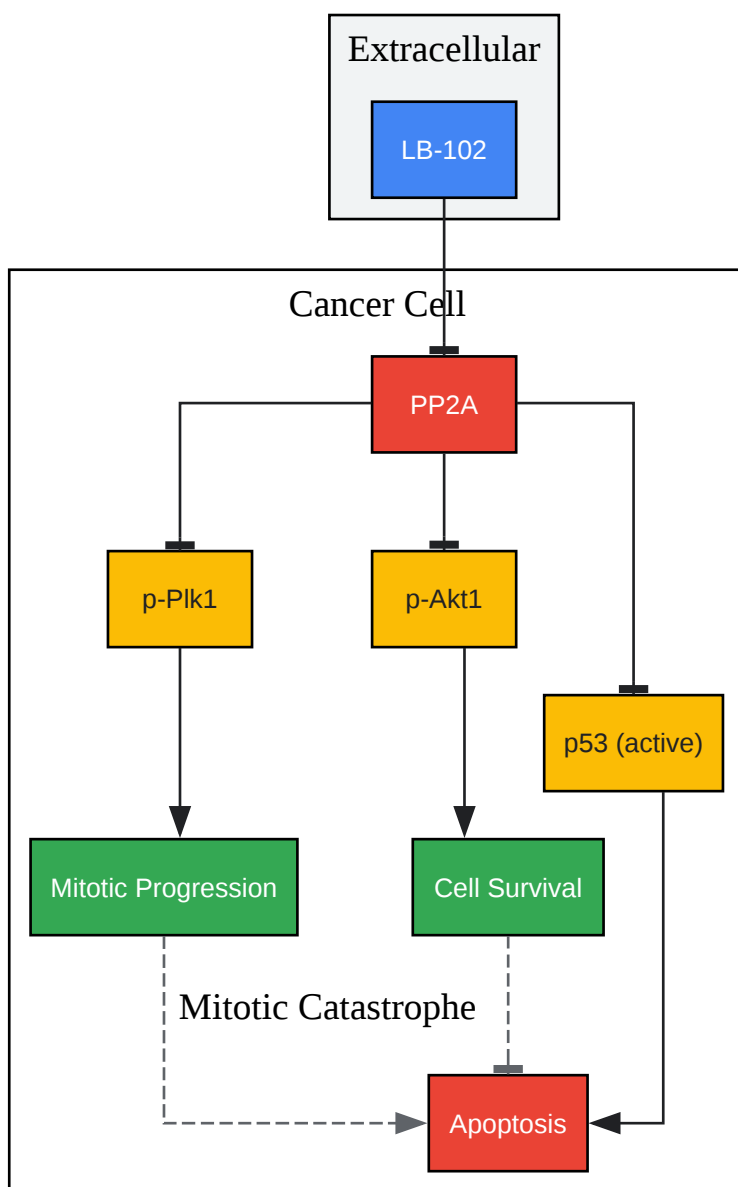 Extracellular
LB-102
Cancer Cell
PP2A
p-Plk1
p-Akt1
p53 (active)
Mitotic Progression
Cell Survival
Mitotic Catastrophe
Apoptosis